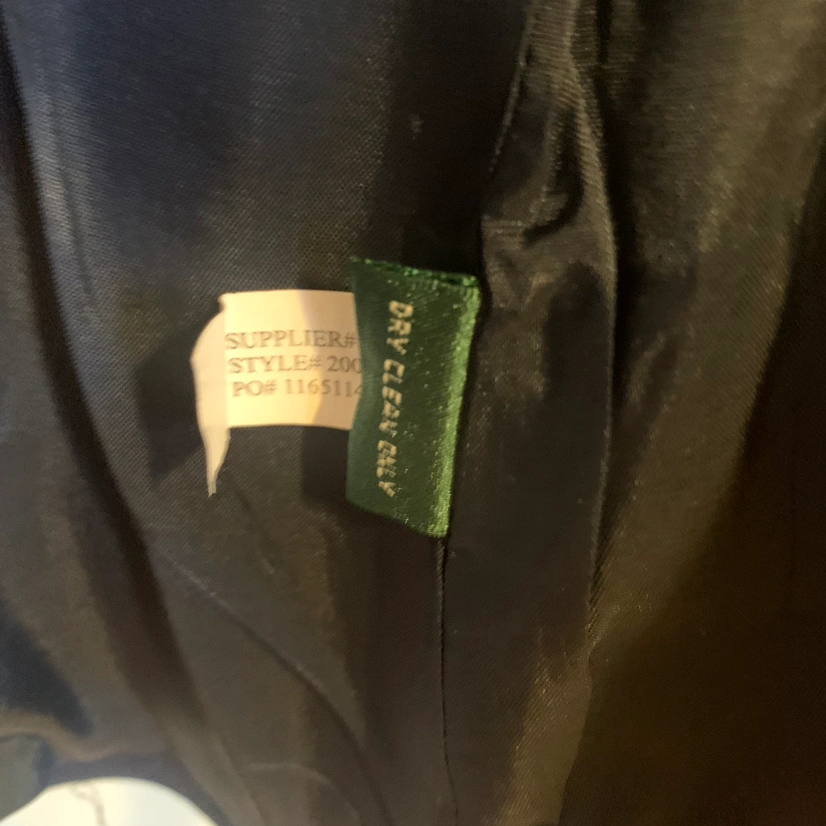 SUPPLIER#
STYLE# 200
PO# 1165114
DRY CLEAN ONLY